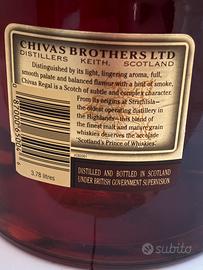 CHIVAS BROTHERS LTD
DISTILLERS KEITH, SCOTLAND
Distinguished by its light, lingering aroma, full,
smooth palate and balanced flavour with a hint of smoke,
Chivas Regal is a Scotch of subtle and complex character.
From its origins at Strathisla–
the oldest operating distillery in
the Highlands– this blend of
the finest malt and mature grain
whiskies deserves the accolade
"Scotland's Prince of Whiskies".
3,78 litres
DISTILLED AND BOTTLED IN SCOTLAND
UNDER BRITISH GOVERNMENT SUPERVISION
subito